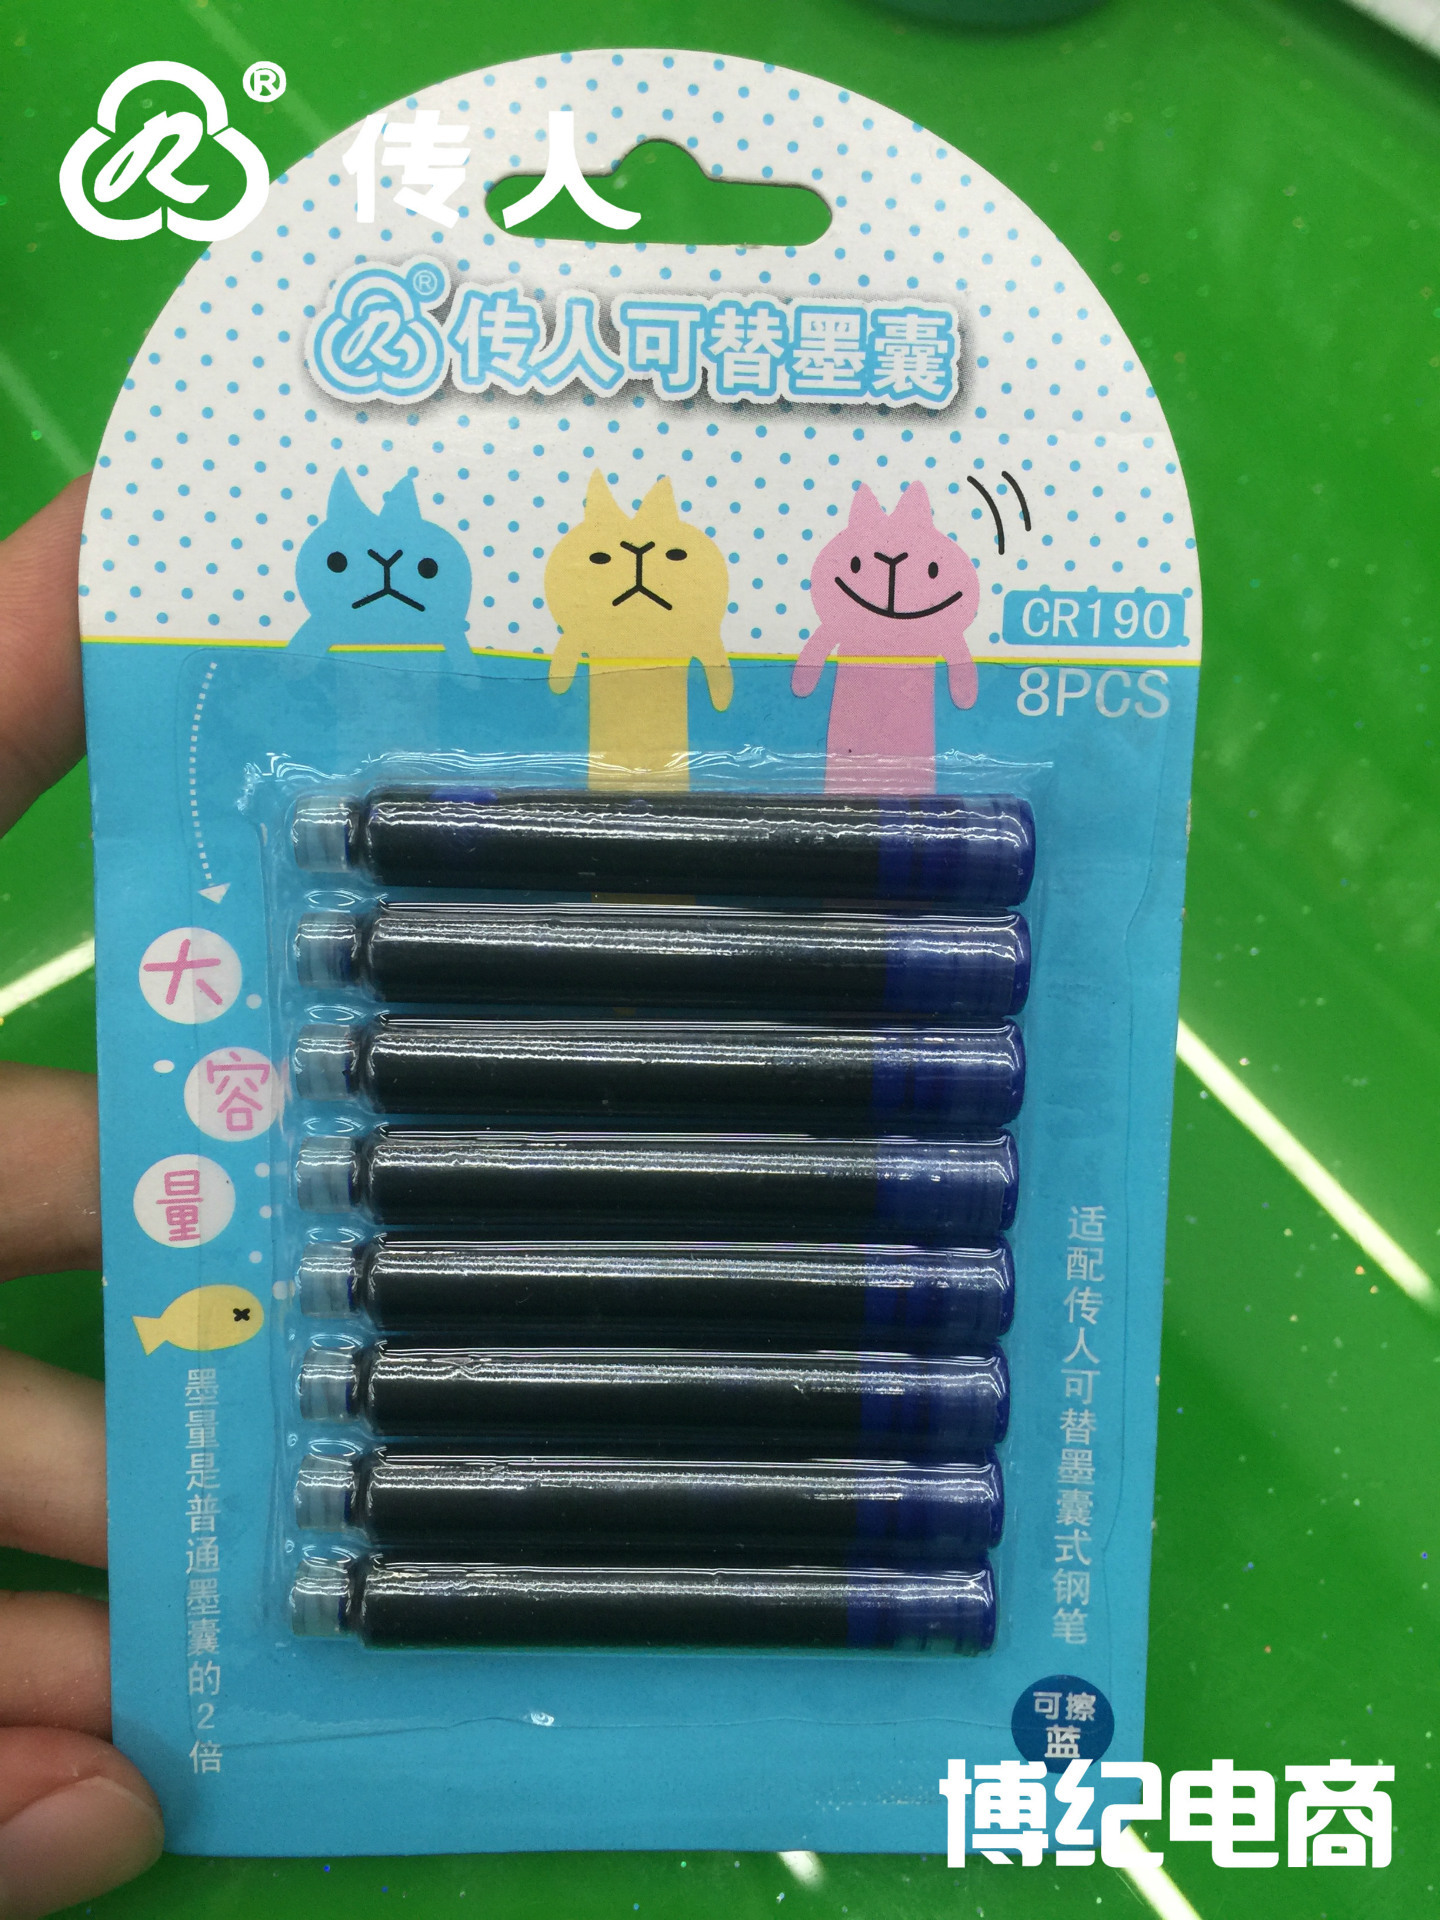 R®
传人
R®
传人可替墨囊
CR190
8PCS
大
容
量
墨量是普通墨囊的2倍
适配传人可替墨囊式钢笔
可擦
蓝
博纪电商